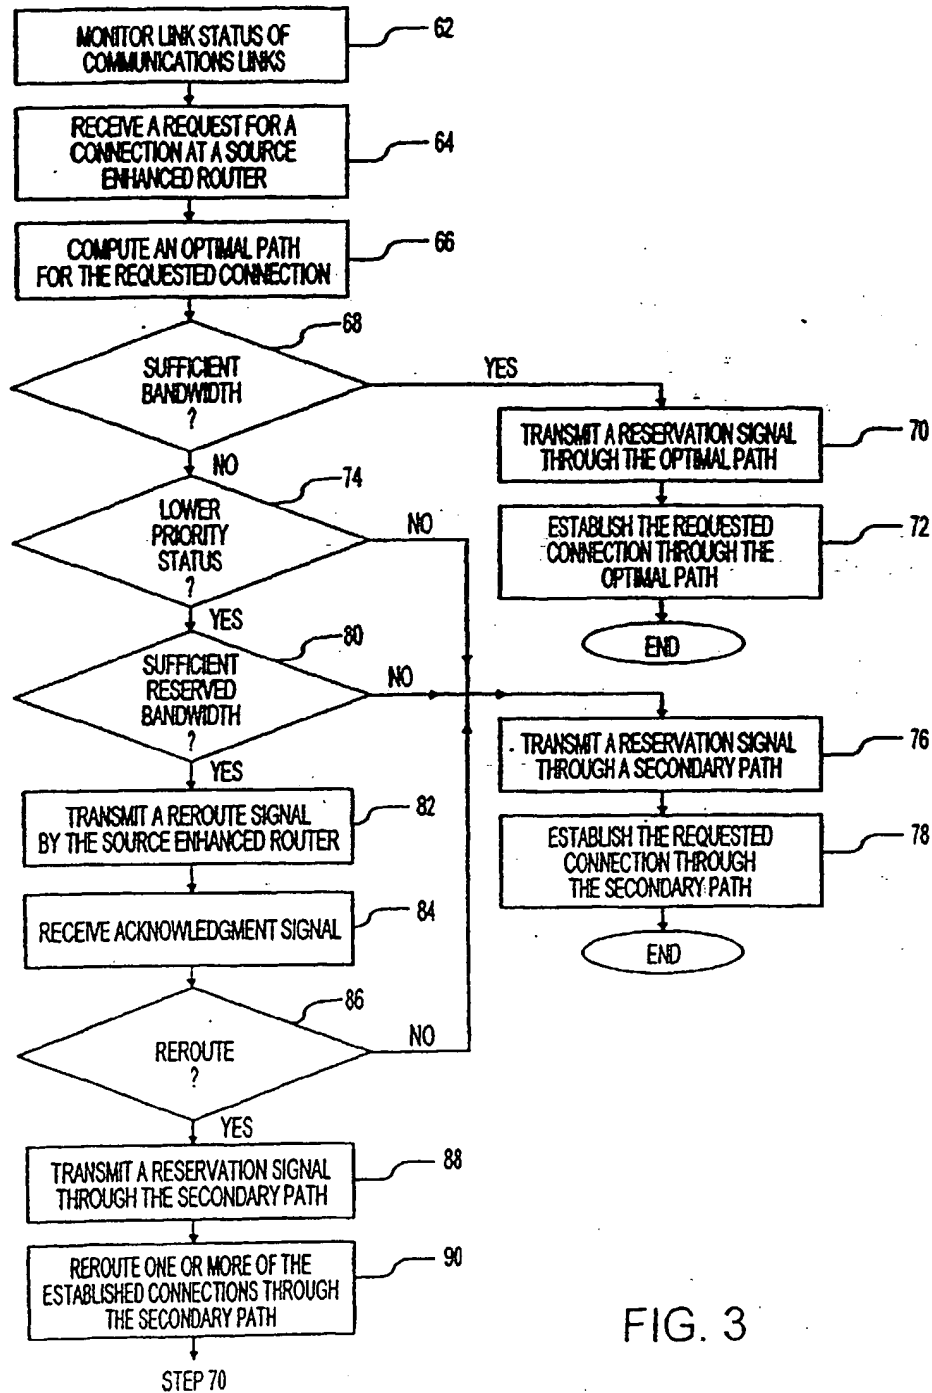 MONITOR LINK STATUS OF
COMMUNICATIONS LINKS
62
RECEIVE A REQUEST FOR A
CONNECTION AT A SOURCE
ENHANCED ROUTER
64
COMPUTE AN OPTIMAL PATH
FOR THE REQUESTED CONNECTION
66
SUFFICIENT
BANDWIDTH
?
68
YES
NO
TRANSMIT A RESERVATION SIGNAL
THROUGH THE OPTIMAL PATH
70
ESTABLISH THE REQUESTED
CONNECTION THROUGH THE
OPTIMAL PATH
72
END
LOWER
PRIORITY
STATUS
?
74
NO
YES
SUFFICIENT
RESERVED
BANDWIDTH
?
80
NO
YES
TRANSMIT A RESERVATION SIGNAL
THROUGH A SECONDARY PATH
76
ESTABLISH THE REQUESTED
CONNECTION THROUGH
THE SECONDARY PATH
78
END
TRANSMIT A REROUTE SIGNAL
BY THE SOURCE ENHANCED ROUTER
82
RECEIVE ACKNOWLEDGMENT SIGNAL
84
REROUTE
?
86
NO
YES
TRANSMIT A RESERVATION SIGNAL
THROUGH THE SECONDARY PATH
88
REROUTE ONE OR MORE OF THE
ESTABLISHED CONNECTIONS THROUGH
THE SECONDARY PATH
90
STEP 70
FIG. 3